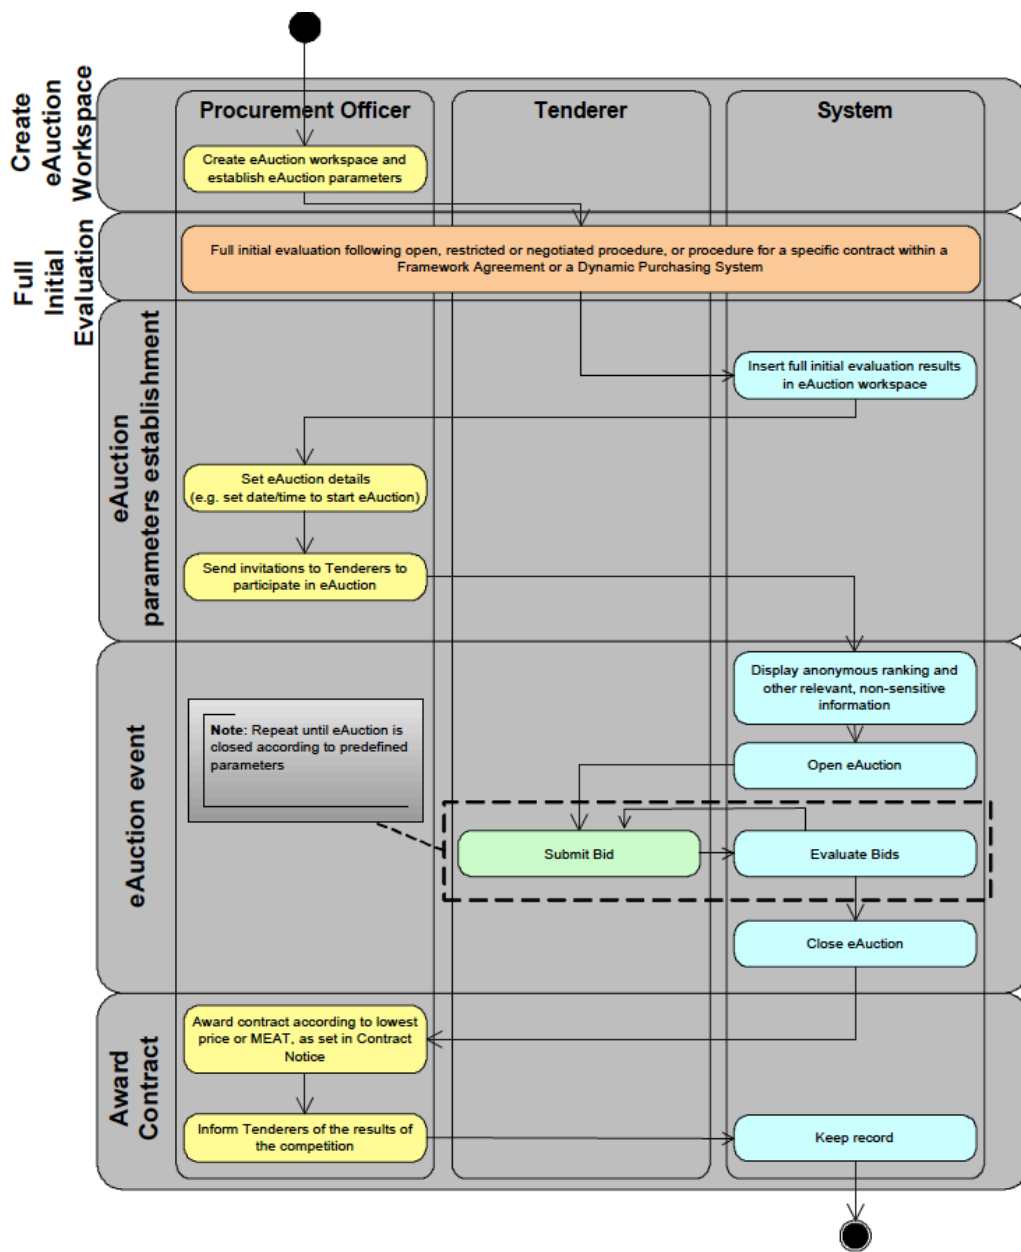 Create
eAuction
Workspace
Procurement Officer
Tenderer
System
Create eAuction workspace and
establish eAuction parameters
Full
Initial
Evaluation
Full initial evaluation following open, restricted or negotiated procedure, or procedure for a specific contract within a
Framework Agreement or a Dynamic Purchasing System
eAuction
parameters establishment
Insert full initial evaluation results
in eAuction workspace
Set eAuction details
(e.g. set date/time to start eAuction)
Send invitations to Tenderers to
participate in eAuction
eAuction event
Display anonymous ranking and
other relevant, non-sensitive
information
Note: Repeat until eAuction is
closed according to predefined
parameters
Open eAuction
Submit Bid
Evaluate Bids
Close eAuction
Award
Contract
Award contract according to lowest
price or MEAT, as set in Contract
Notice
Inform Tenderers of the results of
the competition
Keep record